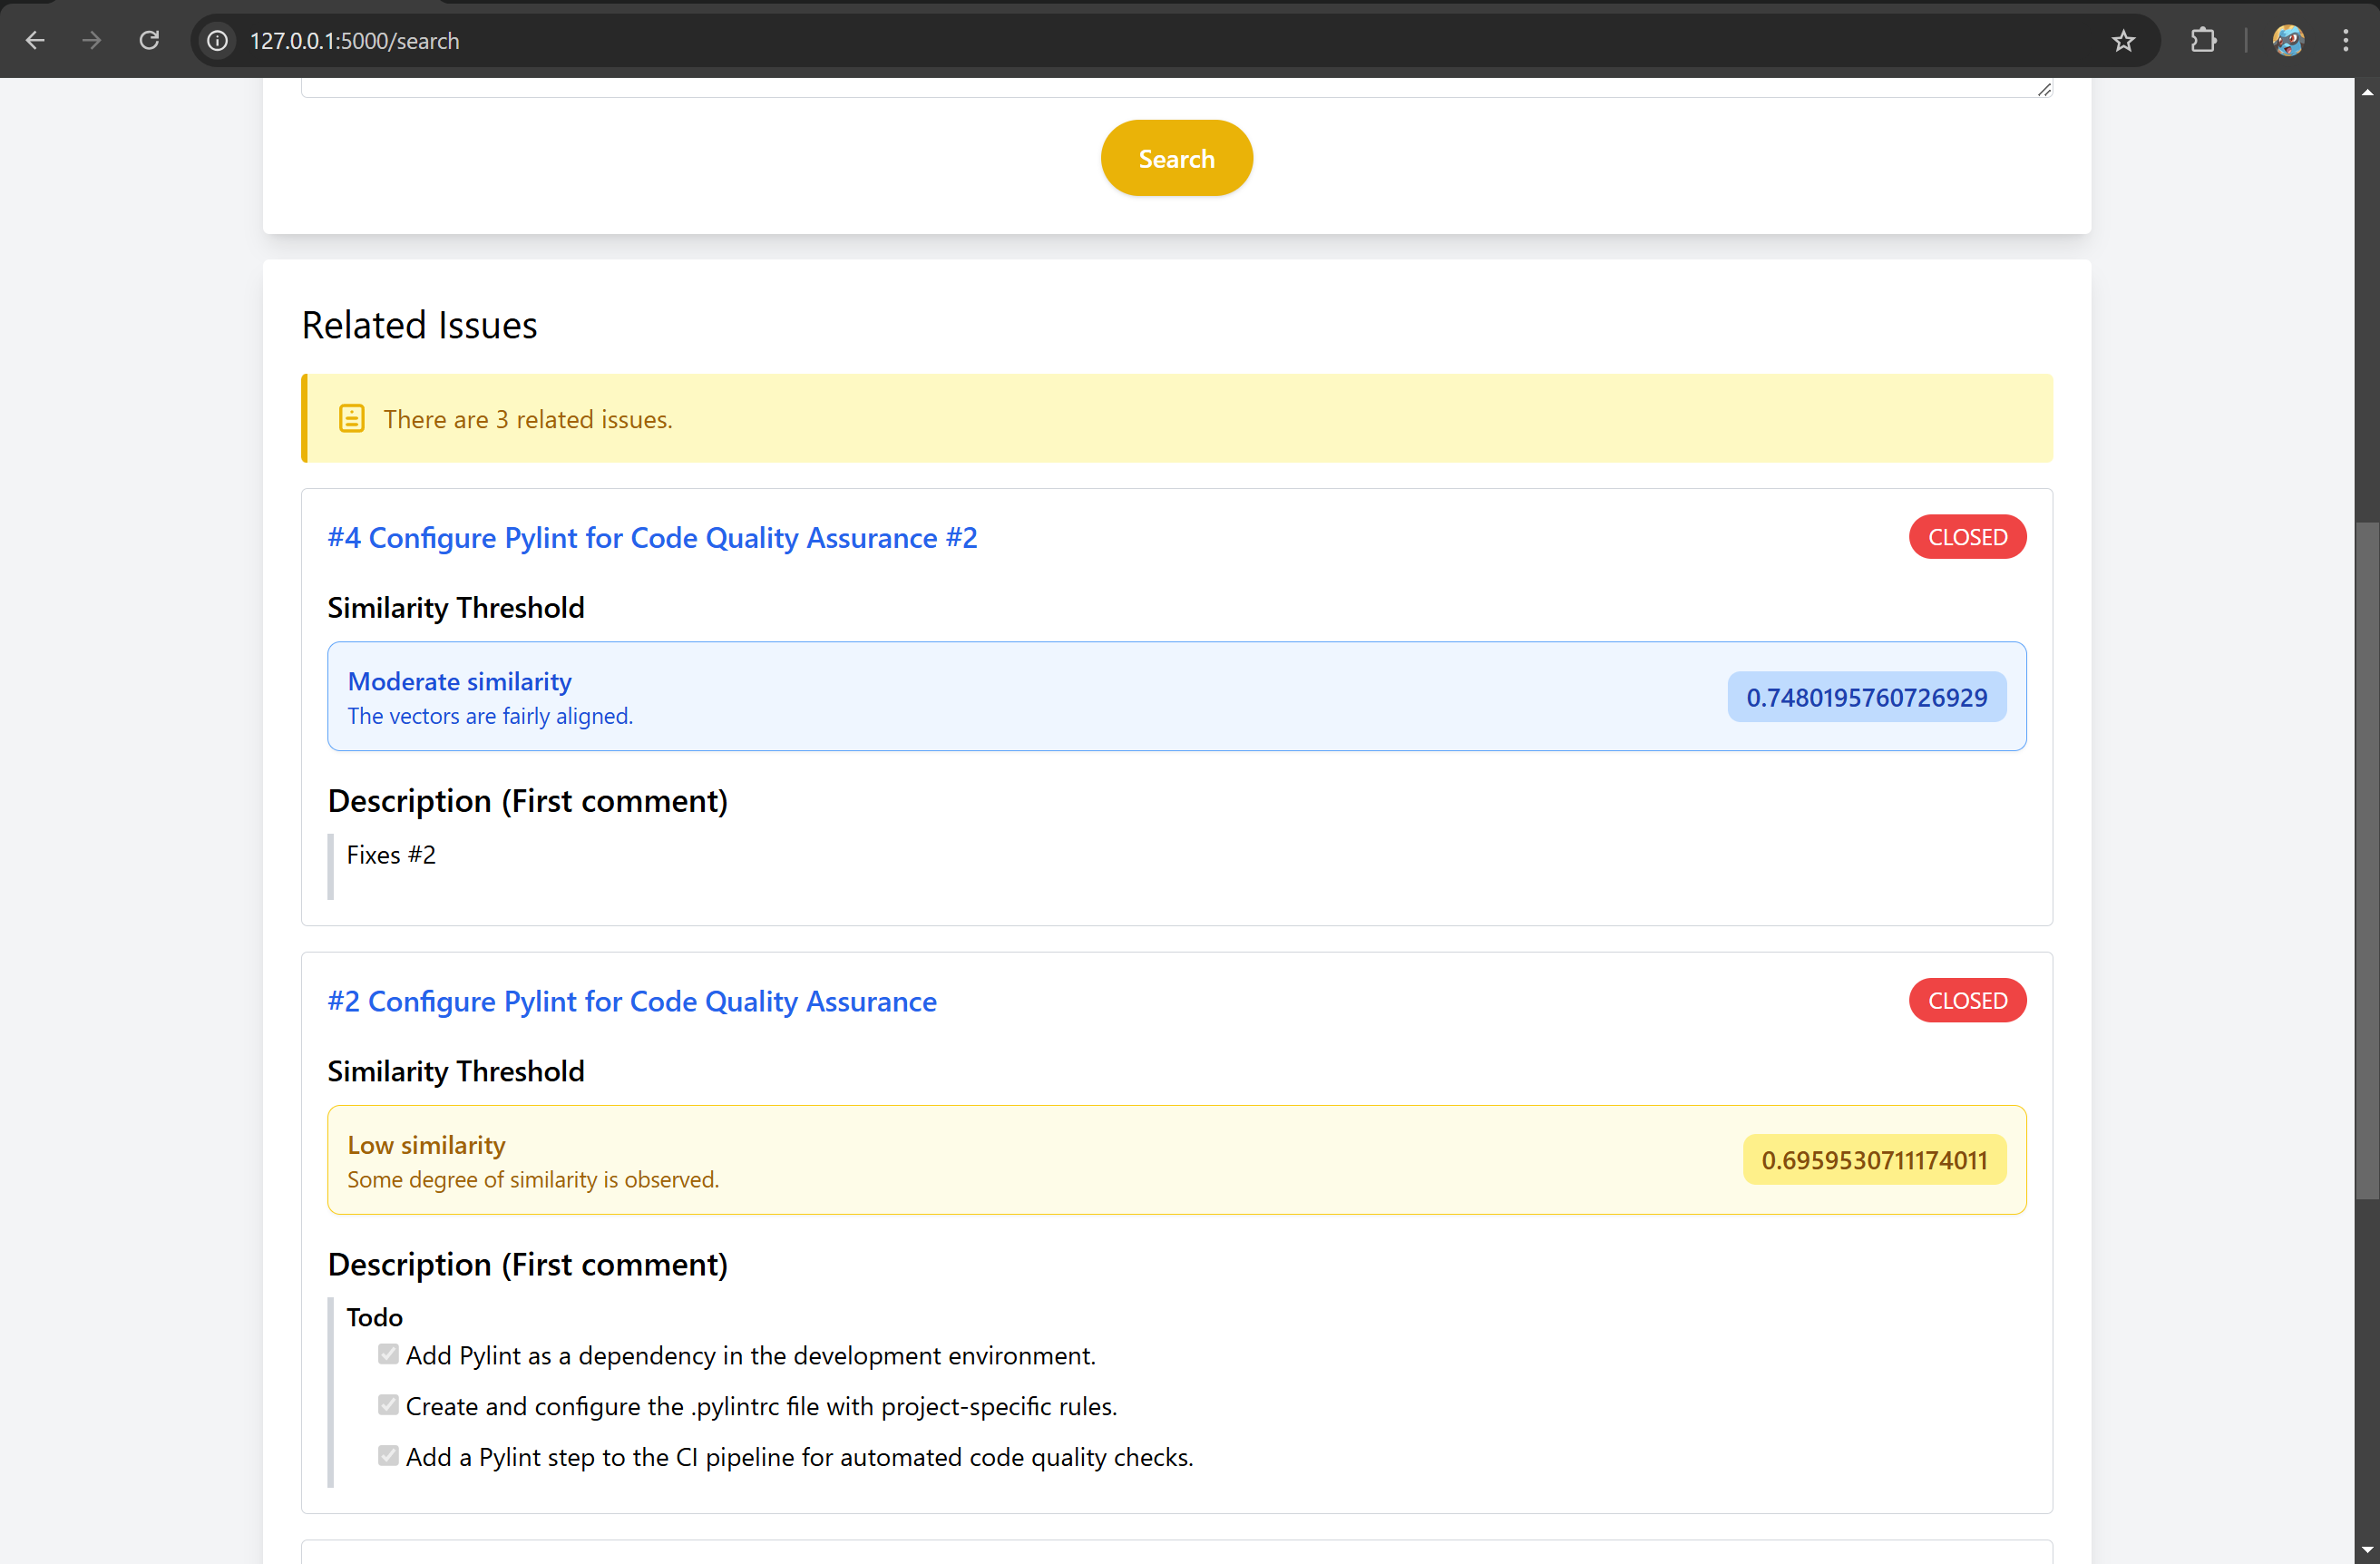 127.0.0.1:5000/search
Search
Related Issues
There are 3 related issues.
#4 Configure Pylint for Code Quality Assurance #2
CLOSED
Similarity Threshold
Moderate similarity
The vectors are fairly aligned.
0.7480195760726929
Description (First comment)
Fixes #2
#2 Configure Pylint for Code Quality Assurance
CLOSED
Similarity Threshold
Low similarity
Some degree of similarity is observed.
0.6959530711174011
Description (First comment)
Todo
Add Pylint as a dependency in the development environment.
Create and configure the .pylintrc file with project-specific rules.
Add a Pylint step to the CI pipeline for automated code quality checks.